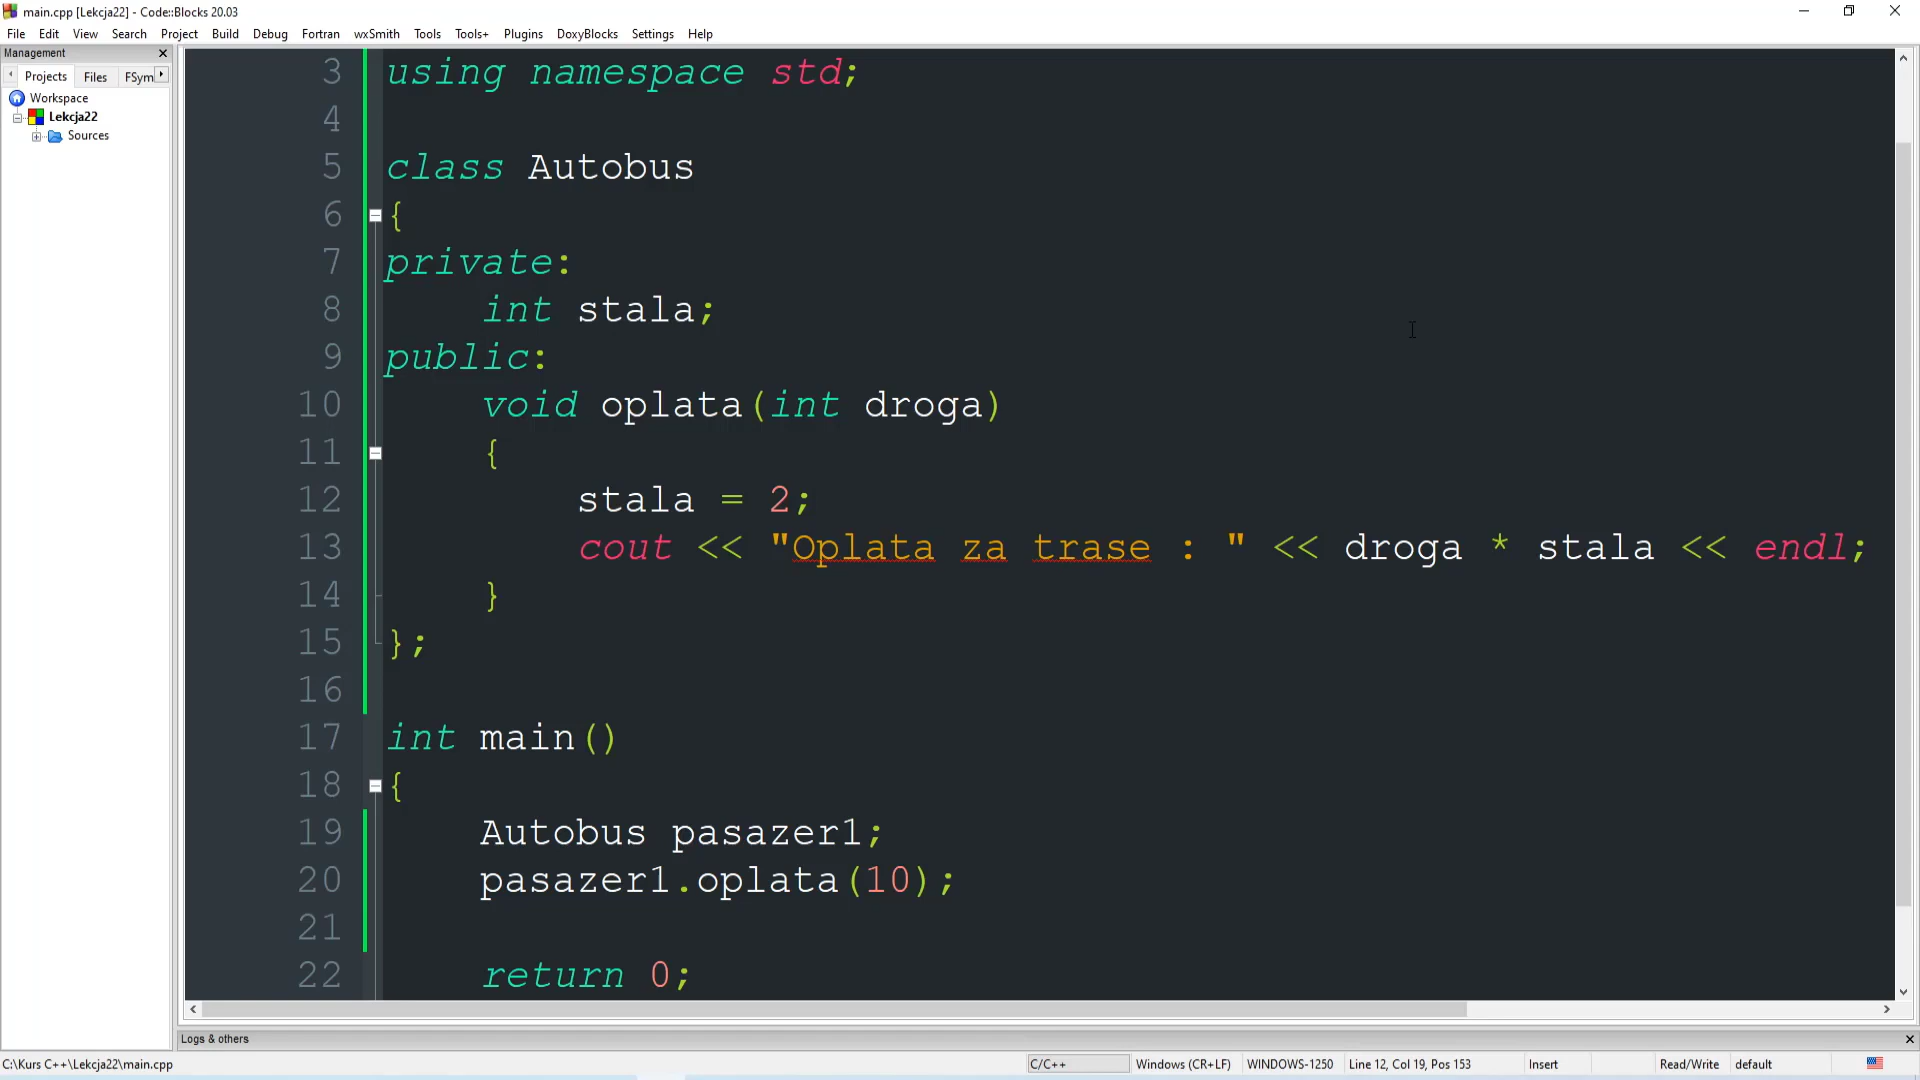 main.cpp [Lekcja22] - Code::Blocks 20.03
File Edit View Search Project Build Debug Fortran wxSmith Tools Tools+ Plugins DoxyBlocks Settings Help
Management
Projects Files FSym
Workspace
Lekcja22
Sources
3 using namespace std;
4
5 class Autobus
6 {
7 private:
8 int stala;
9 public:
10 void oplata(int droga)
11 {
12 stala = 2;
13 cout << "Oplata za trase : " << droga * stala << endl;
14 }
15 };
16
17 int main()
18 {
19 Autobus pasazer1;
20 pasazer1.oplata(10);
21
22 return 0;
Logs & others
C:\Kurs C++\Lekcja22\main.cpp C/C++ Windows (CR+LF) WINDOWS-1250 Line 12, Col 19, Pos 153 Insert Read/Write default